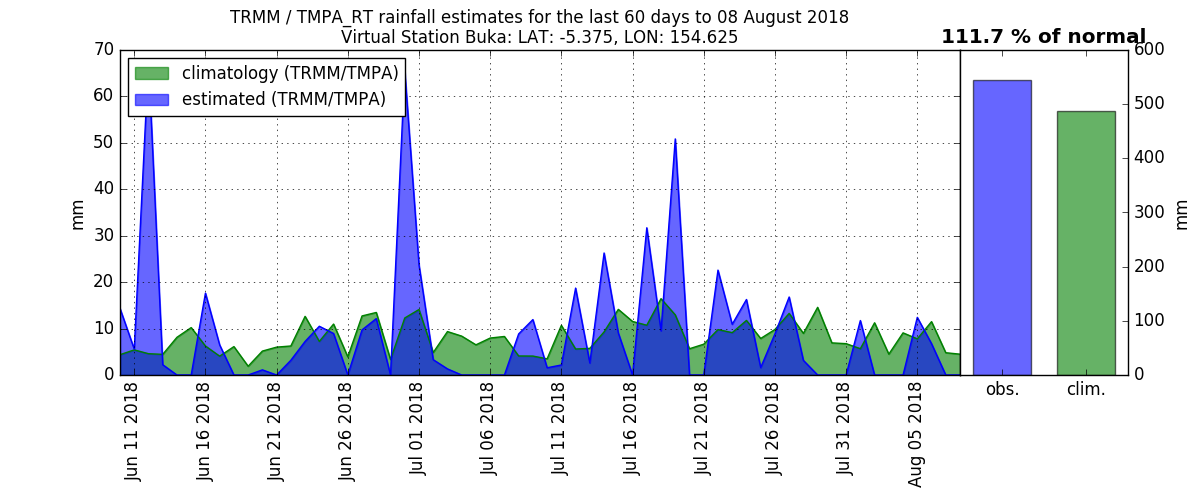 TRMM / TMPA_RT rainfall estimates for the last 60 days to 08 August 2018
Virtual Station Buka: LAT: -5.375, LON: 154.625
111.7 % of normal
climatology (TRMM/TMPA)
estimated (TRMM/TMPA)
70
60
50
40
30
20
10
0
mm
Jun 11 2018
Jun 16 2018
Jun 21 2018
Jun 26 2018
Jul 01 2018
Jul 06 2018
Jul 11 2018
Jul 16 2018
Jul 21 2018
Jul 26 2018
Jul 31 2018
Aug 05 2018
obs.
clim.
600
500
400
300
200
100
0
mm